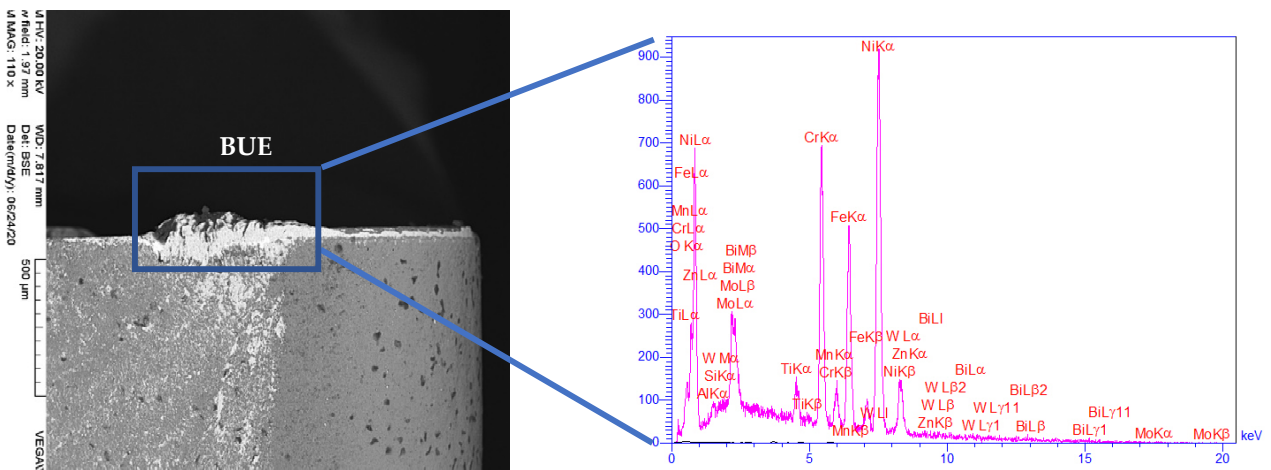 M HV: 20.00 kV
WD: 7.817 mm
w field: 1.97 mm
Det: BSE
M MAG: 110 x
Date(m/d/y): 06/24/20
500 µm
VEGA\\
BUE
900
800
700
600
500
400
300
200
100
0
NiKα
CrKα
NiLα
FeLα
FeKα
MnLα
CrLα
O Kα
BiMβ
BiMα
ZnLα
MoLβ
MoLα
TiLα
BiLl
FeKβ
W Lα
W Mα
MnKα
ZnKα
SiKα
TiKα
CrKβ
NiKβ
BiLα
AlKα
TiKβ
W Lβ2
BiLβ2
W Ll
W Lβ
W Lγ11
BiLγ11
MnKβ
ZnKβ
W Lγ1
BiLβ
BiLγ1
MoKα
MoKβ
keV
0
5
10
15
20